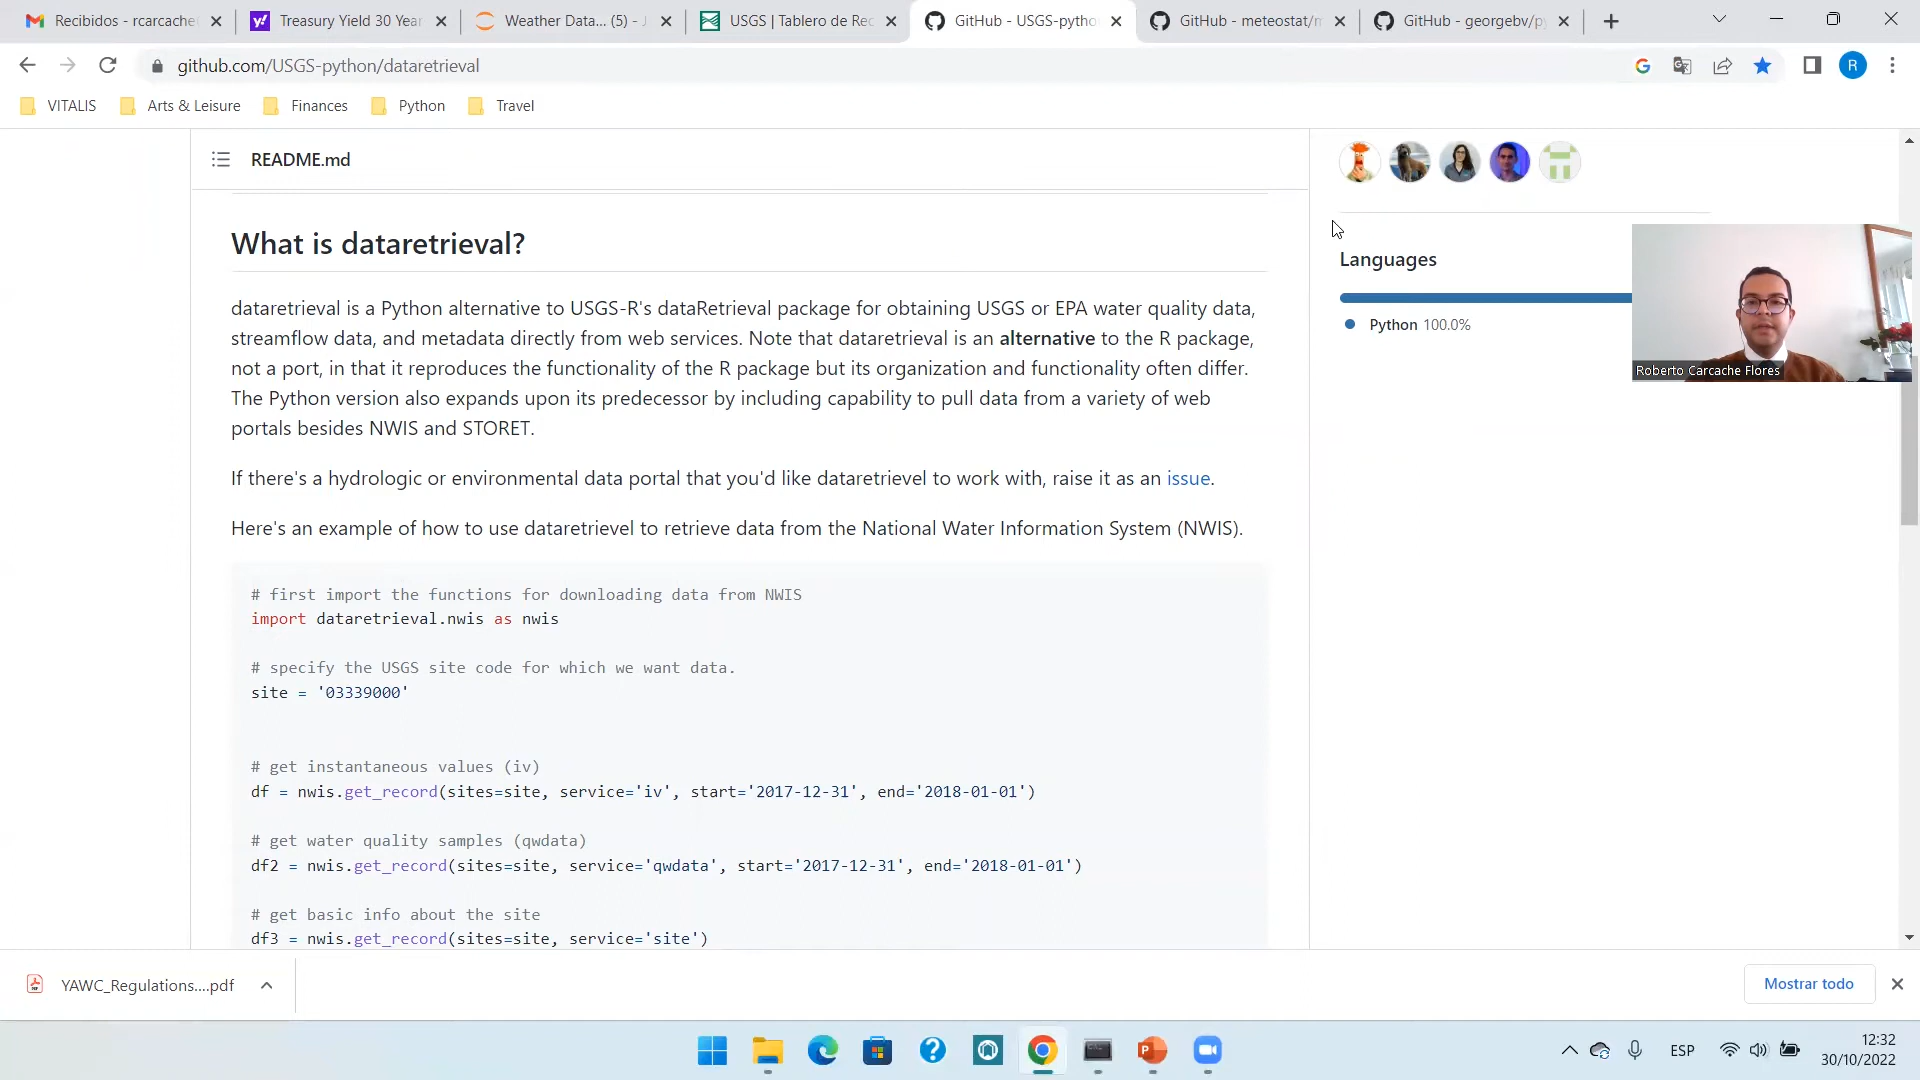 Recibidos - rcarcache
Treasury Yield 30 Year
Weather Data... (5) - J
USGS | Tablero de Rec
GitHub - USGS-pytho
GitHub - meteostat/m
GitHub - georgebv/py
github.com/USGS-python/dataretrieval
R
VITALIS
Arts & Leisure
Finances
Python
Travel
README.md
What is dataretrieval?
dataretrieval is a Python alternative to USGS-R's dataRetrieval package for obtaining USGS or EPA water quality data,
streamflow data, and metadata directly from web services. Note that dataretrieval is an alternative to the R package,
not a port, in that it reproduces the functionality of the R package but its organization and functionality often differ.
The Python version also expands upon its predecessor by including capability to pull data from a variety of web
portals besides NWIS and STORET.
If there's a hydrologic or environmental data portal that you'd like dataretrievel to work with, raise it as an issue.
Here's an example of how to use dataretrievel to retrieve data from the National Water Information System (NWIS).
# first import the functions for downloading data from NWIS
import dataretrieval.nwis as nwis
# specify the USGS site code for which we want data.
site = '03339000'
# get instantaneous values (iv)
df = nwis.get_record(sites=site, service='iv', start='2017-12-31', end='2018-01-01')
# get water quality samples (qwdata)
df2 = nwis.get_record(sites=site, service='qwdata', start='2017-12-31', end='2018-01-01')
# get basic info about the site
df3 = nwis.get_record(sites=site, service='site')
Languages
Python 100.0%
Roberto Carcache Flores
YAWC_Regulations....pdf
Mostrar todo
ESP
12:32
30/10/2022